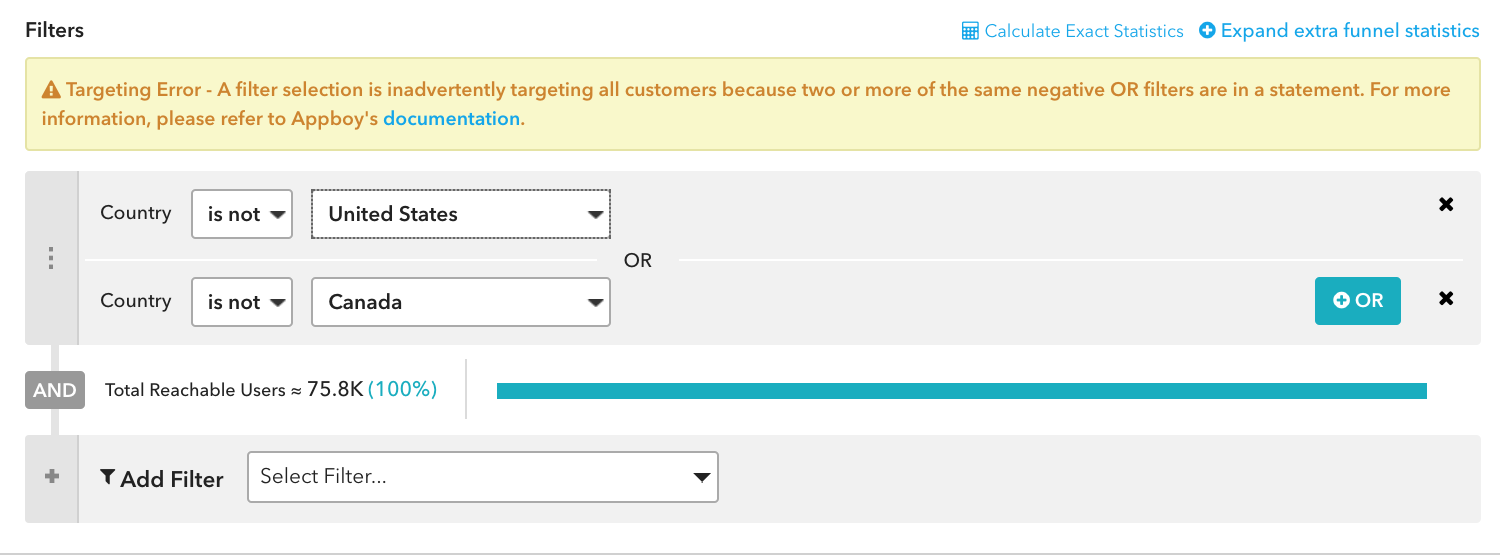 Filters
Calculate Exact Statistics Expand extra funnel statistics
Targeting Error - A filter selection is inadvertently targeting all customers because two or more of the same negative OR filters are in a statement. For more
information, please refer to Appboy's documentation.
Country is not United States
OR
Country is not Canada OR
AND Total Reachable Users ≈ 75.8K (100%)
Add Filter Select Filter...